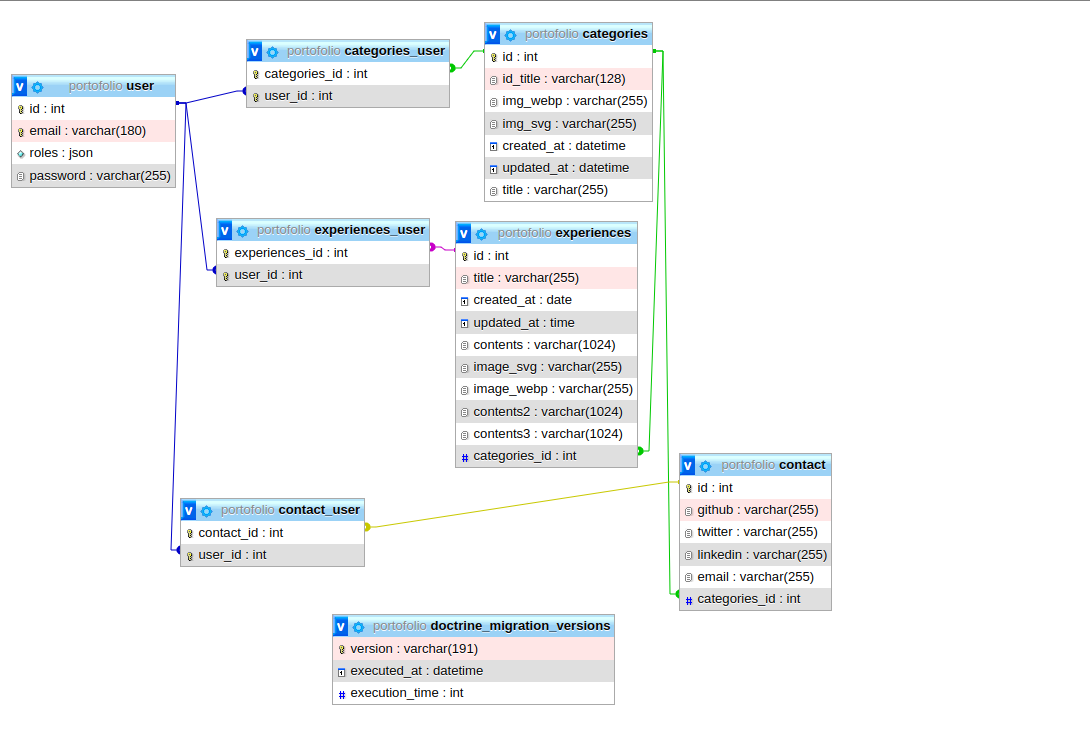 portofolio user
id : int
email : varchar(180)
roles : json
password : varchar(255)
portofolio categories_user
categories_id : int
user_id : int
portofolio categories
id : int
id_title : varchar(128)
img_webp : varchar(255)
img_svg : varchar(255)
created_at : datetime
updated_at : datetime
title : varchar(255)
portofolio experiences_user
experiences_id : int
user_id : int
portofolio experiences
id : int
title : varchar(255)
created_at : date
updated_at : time
contents : varchar(1024)
image_svg : varchar(255)
image_webp : varchar(255)
contents2 : varchar(1024)
contents3 : varchar(1024)
categories_id : int
portofolio contact_user
contact_id : int
user_id : int
portofolio contact
id : int
github : varchar(255)
twitter : varchar(255)
linkedin : varchar(255)
email : varchar(255)
categories_id : int
portofolio doctrine_migration_versions
version : varchar(191)
executed_at : datetime
execution_time : int